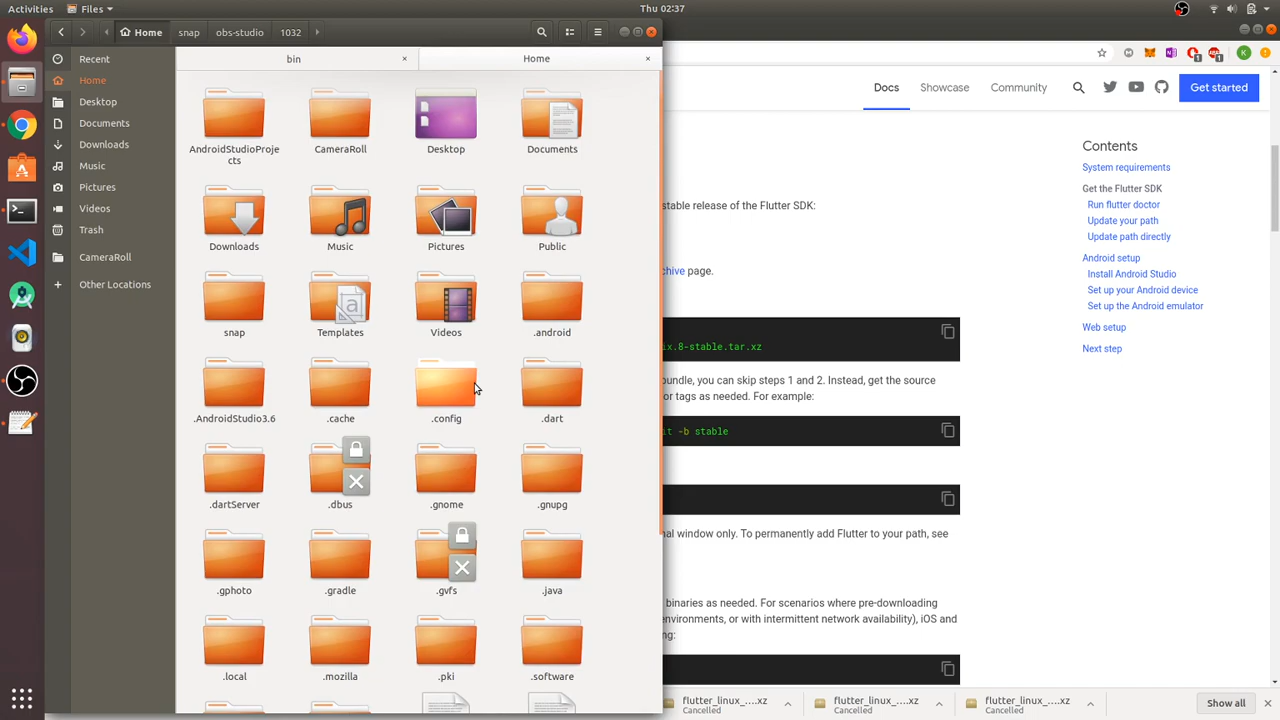 Activities
Files
Thu 02:37
Home
snap
obs-studio
1032
bin
Home
Recent
Home
Desktop
Documents
Downloads
Music
Pictures
Videos
Trash
CameraRoll
Other Locations
AndroidStudioProje
cts
CameraRoll
Desktop
Documents
Downloads
Music
Pictures
Public
snap
Templates
Videos
.android
.AndroidStudio3.6
.cache
.config
.dart
.dartServer
.dbus
.gnome
.gnupg
.gphoto
.gradle
.gvfs
.java
.local
.mozilla
.pki
.software
Docs
Showcase
Community
Get started
stable release of the Flutter SDK:
page.
ix.8-stable.tar.xz
bundle, you can skip steps 1 and 2. Instead, get the source
or tags as needed. For example:
it -b stable
window only. To permanently add Flutter to your path, see
binaries as needed. For scenarios where pre-downloading
environments, or with intermittent network availability), iOS and
Contents
System requirements
Get the Flutter SDK
Run flutter doctor
Update your path
Update path directly
Android setup
Install Android Studio
Set up your Android device
Set up the Android emulator
Web setup
Next step
flutter_linux_....xz
Cancelled
flutter_linux_....xz
Cancelled
flutter_linux_....xz
Cancelled
Show all